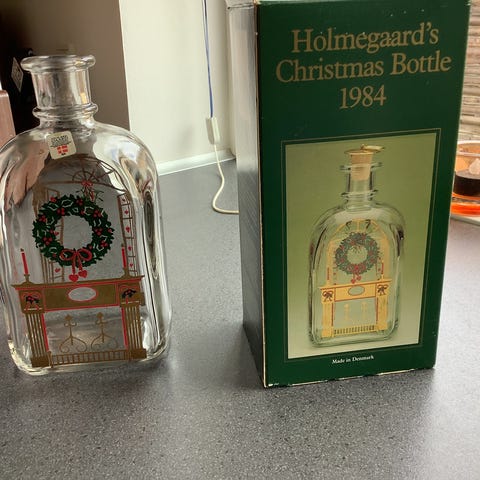 Holmegaard's
Christmas Bottle
1984
Made in Denmark